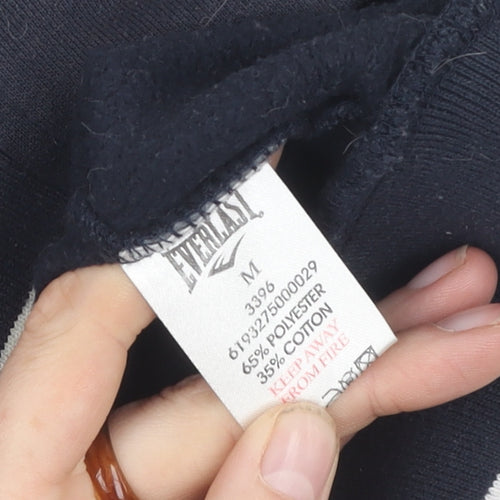 EVERLAST
M
3396
6193275000029
65% POLYESTER
35% COTTON
KEEP AWAY
FROM FIRE